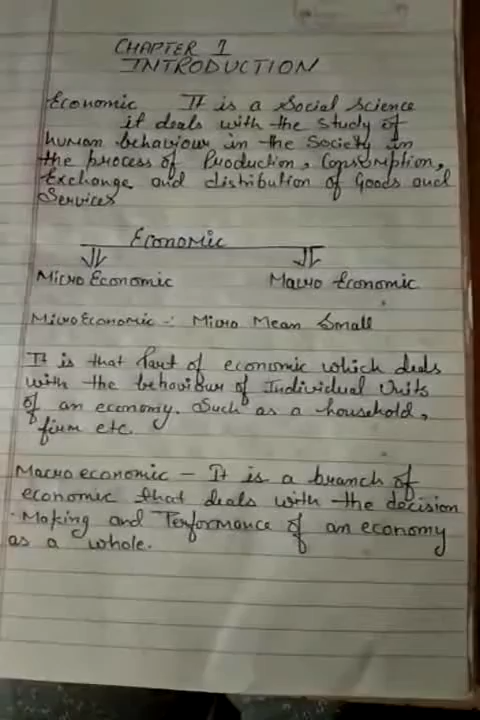 CHAPTER 1
INTRODUCTION
Economic It is a Social Science
it deals with the study of
human behaviour in the Society in
the process of Production, Consumption,
Exchange and distribution of Goods and
Services
Economic
Micro Economic Macro Economic
MicroEconomic :- Micro Mean Small
It is that Part of economic which deals
with the behaviour of Individual Units
of an economy. Such as a household,
firm etc.
Macroeconomic - It is a branch of
economic that deals with the decision
-Making and Performance of an economy
as a whole.